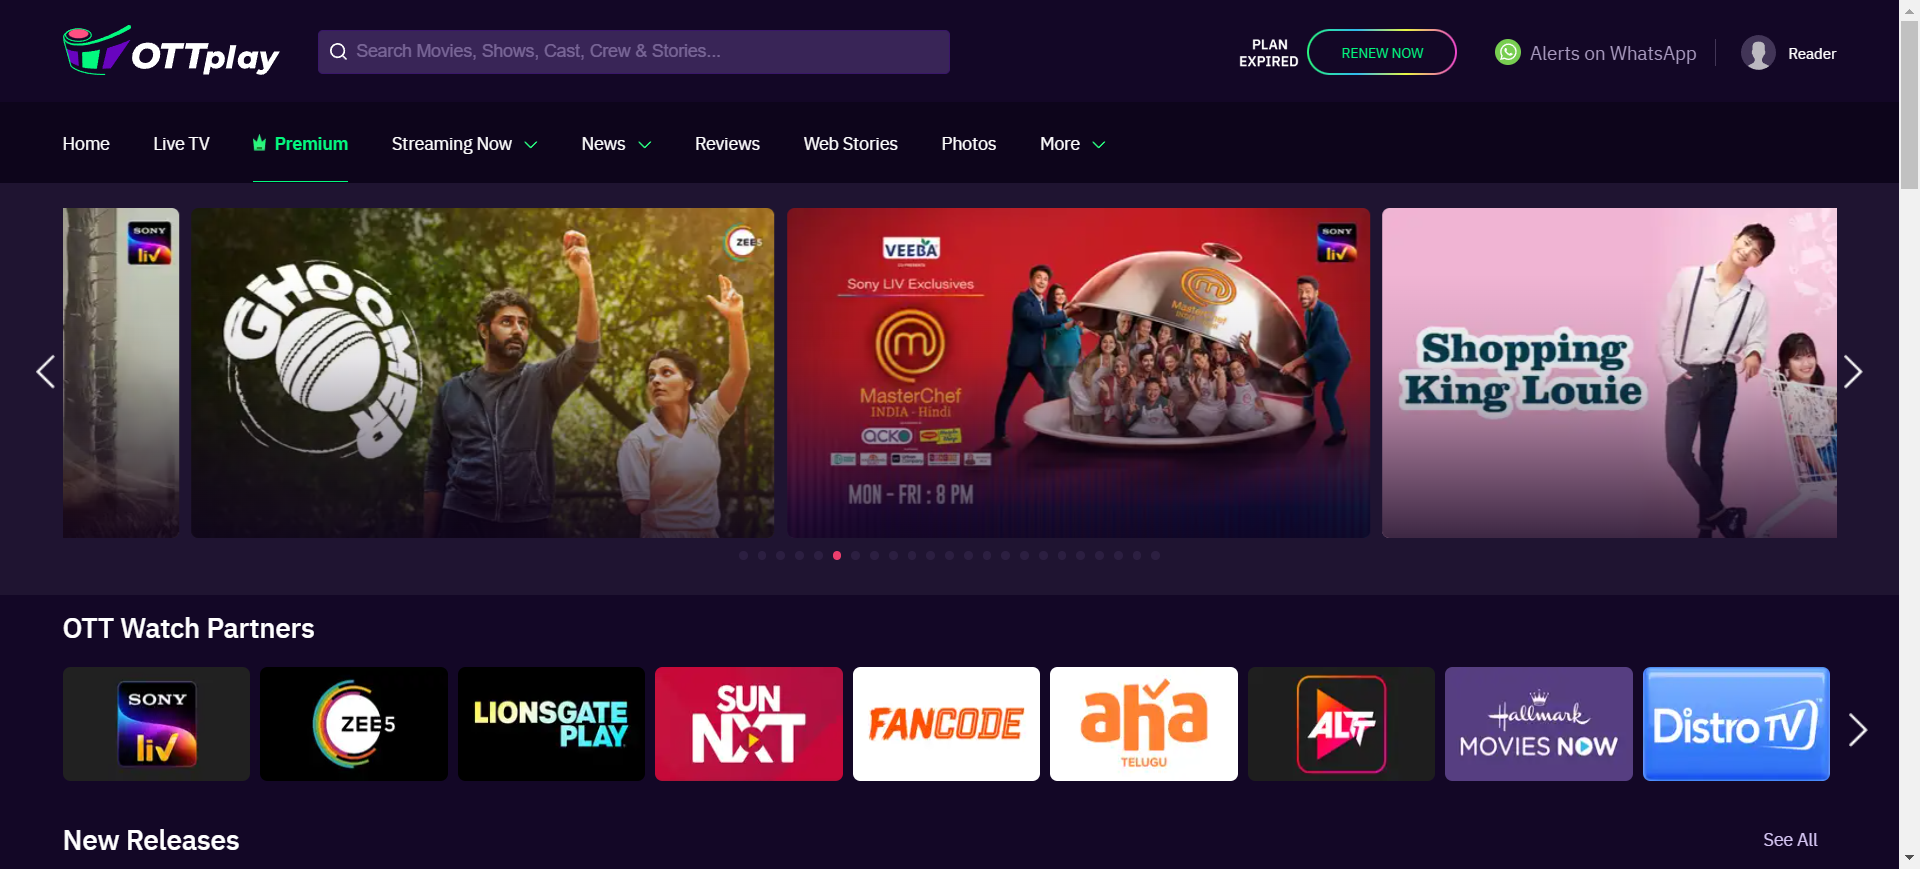 OTTplay
Search Movies, Shows, Cast, Crew & Stories...
PLAN
EXPIRED
RENEW NOW
Alerts on WhatsApp
Reader
Home
Live TV
Premium
Streaming Now
News
Reviews
Web Stories
Photos
More
SONY
liv
GHOOMER
ZEE5
VEEBA
Sony LIV Exclusives
MasterChef
INDIA - Hindi
acko
MON - FRI : 8 PM
MasterChef
SONY
liv
Shopping
King Louie
OTT Watch Partners
SONY
liv
ZEE5
LIONSGATE
PLAY
SUN
NXT
FANCODE
aha
TELUGU
ALTT
Hallmark
MOVIES NOW
Distro TV
New Releases
See All